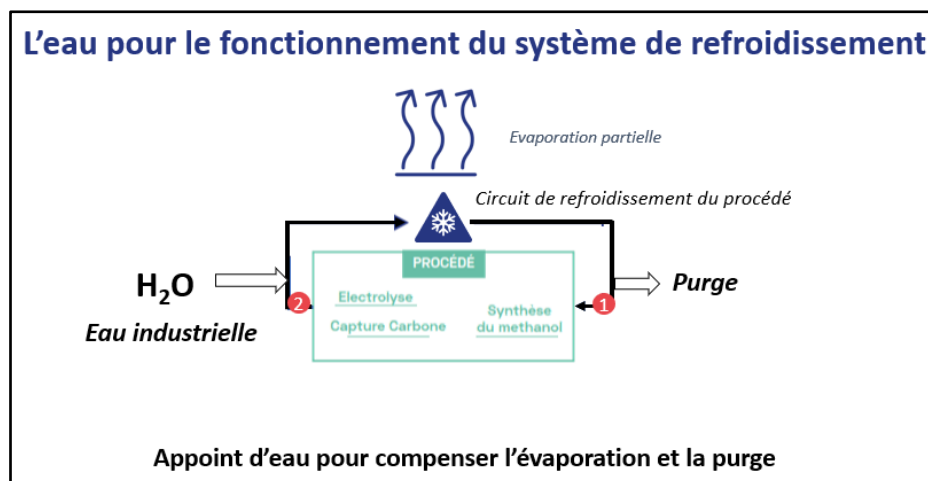 L'eau pour le fonctionnement du système de refroidissement
Evaporation partielle
Circuit de refroidissement du procédé
PROCÉDÉ
H₂O
Eau industrielle
2
Electrolyse
Capture Carbone
Synthèse
du methanol
1
Purge
Appoint d'eau pour compenser l'évaporation et la purge